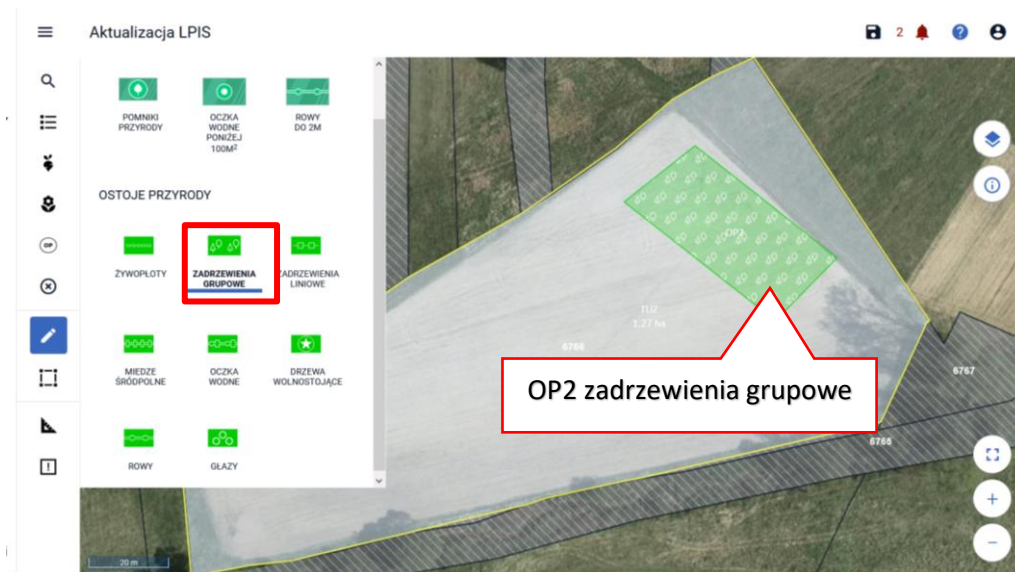 Aktualizacja LPIS
2
POMNIKI
PRZYRODY
OCZKA
WODNE
PONIŻEJ
100M²
ROWY
DO 2M
OSTOJE PRZYRODY
OP
ŻYWOPŁOTY
ZADRZEWIENIA
GRUPOWE
ZADRZEWIENIA
LINIOWE
MIEDZE
ŚRÓDPOLNE
OCZKA
WODNE
DRZEWA
WOLNOSTOJĄCE
ROWY
GŁAZY
OP2
TUZ
1,27 ha
6766
OP2 zadrzewienia grupowe
6767
6765
20 m